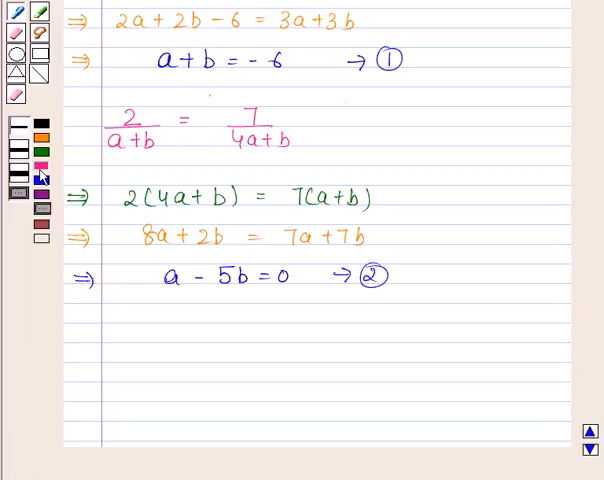 ⇒ 2a + 2b - 6 = 3a + 3b
⇒ a + b = - 6 → ①
2/(a+b) = 7/(4a+b)
⇒ 2(4a + b) = 7(a + b)
⇒ 8a + 2b = 7a + 7b
⇒ a - 5b = 0 → ②